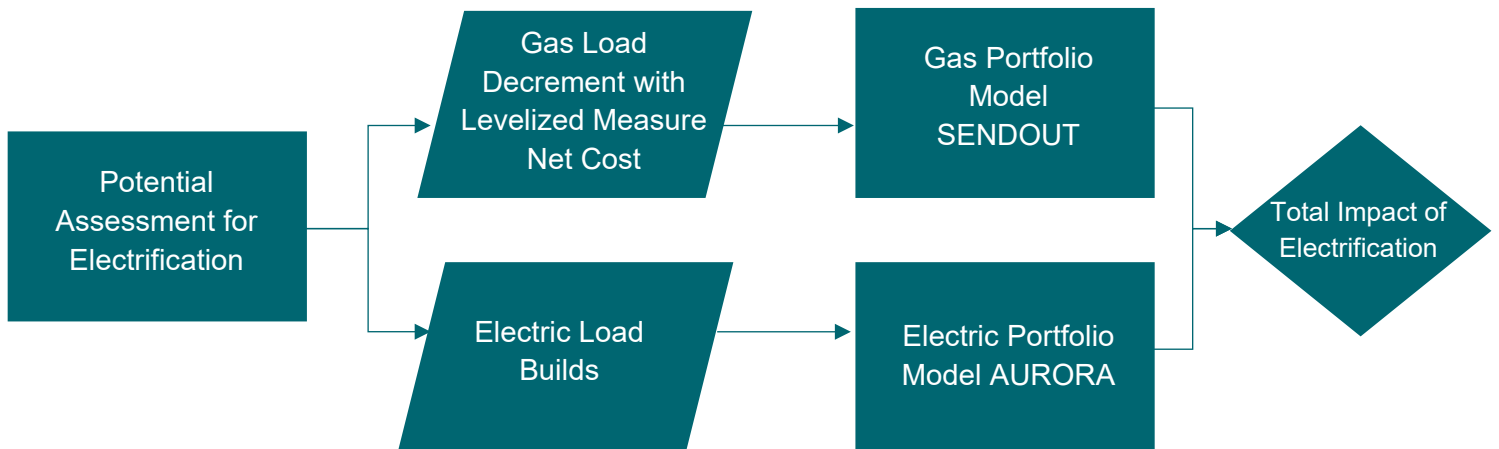 Potential
Assessment for
Electrification
Gas Load
Decrement with
Levelized Measure
Net Cost
Electric Load
Builds
Gas Portfolio
Model
SENDOUT
Electric Portfolio
Model AURORA
Total Impact of
Electrification